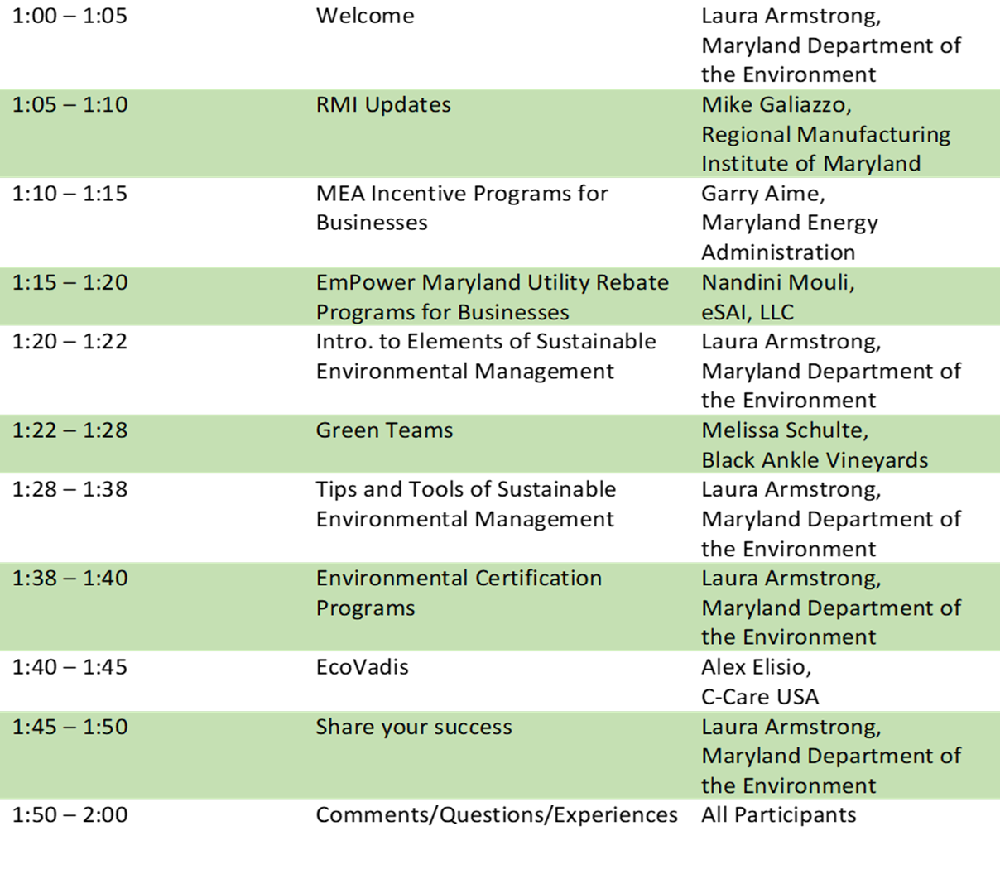 1:00 – 1:05 Welcome Laura Armstrong,
Maryland Department of
the Environment
1:05 – 1:10 RMI Updates Mike Galiazzo,
Regional Manufacturing
Institute of Maryland
1:10 – 1:15 MEA Incentive Programs for Garry Aime,
Businesses Maryland Energy
Administration
1:15 – 1:20 EmPower Maryland Utility Rebate Nandini Mouli,
Programs for Businesses eSAI, LLC
1:20 – 1:22 Intro. to Elements of Sustainable Laura Armstrong,
Environmental Management Maryland Department of
the Environment
1:22 – 1:28 Green Teams Melissa Schulte,
Black Ankle Vineyards
1:28 – 1:38 Tips and Tools of Sustainable Laura Armstrong,
Environmental Management Maryland Department of
the Environment
1:38 – 1:40 Environmental Certification Laura Armstrong,
Programs Maryland Department of
the Environment
1:40 – 1:45 EcoVadis Alex Elisio,
C-Care USA
1:45 – 1:50 Share your success Laura Armstrong,
Maryland Department of
the Environment
1:50 – 2:00 Comments/Questions/Experiences All Participants